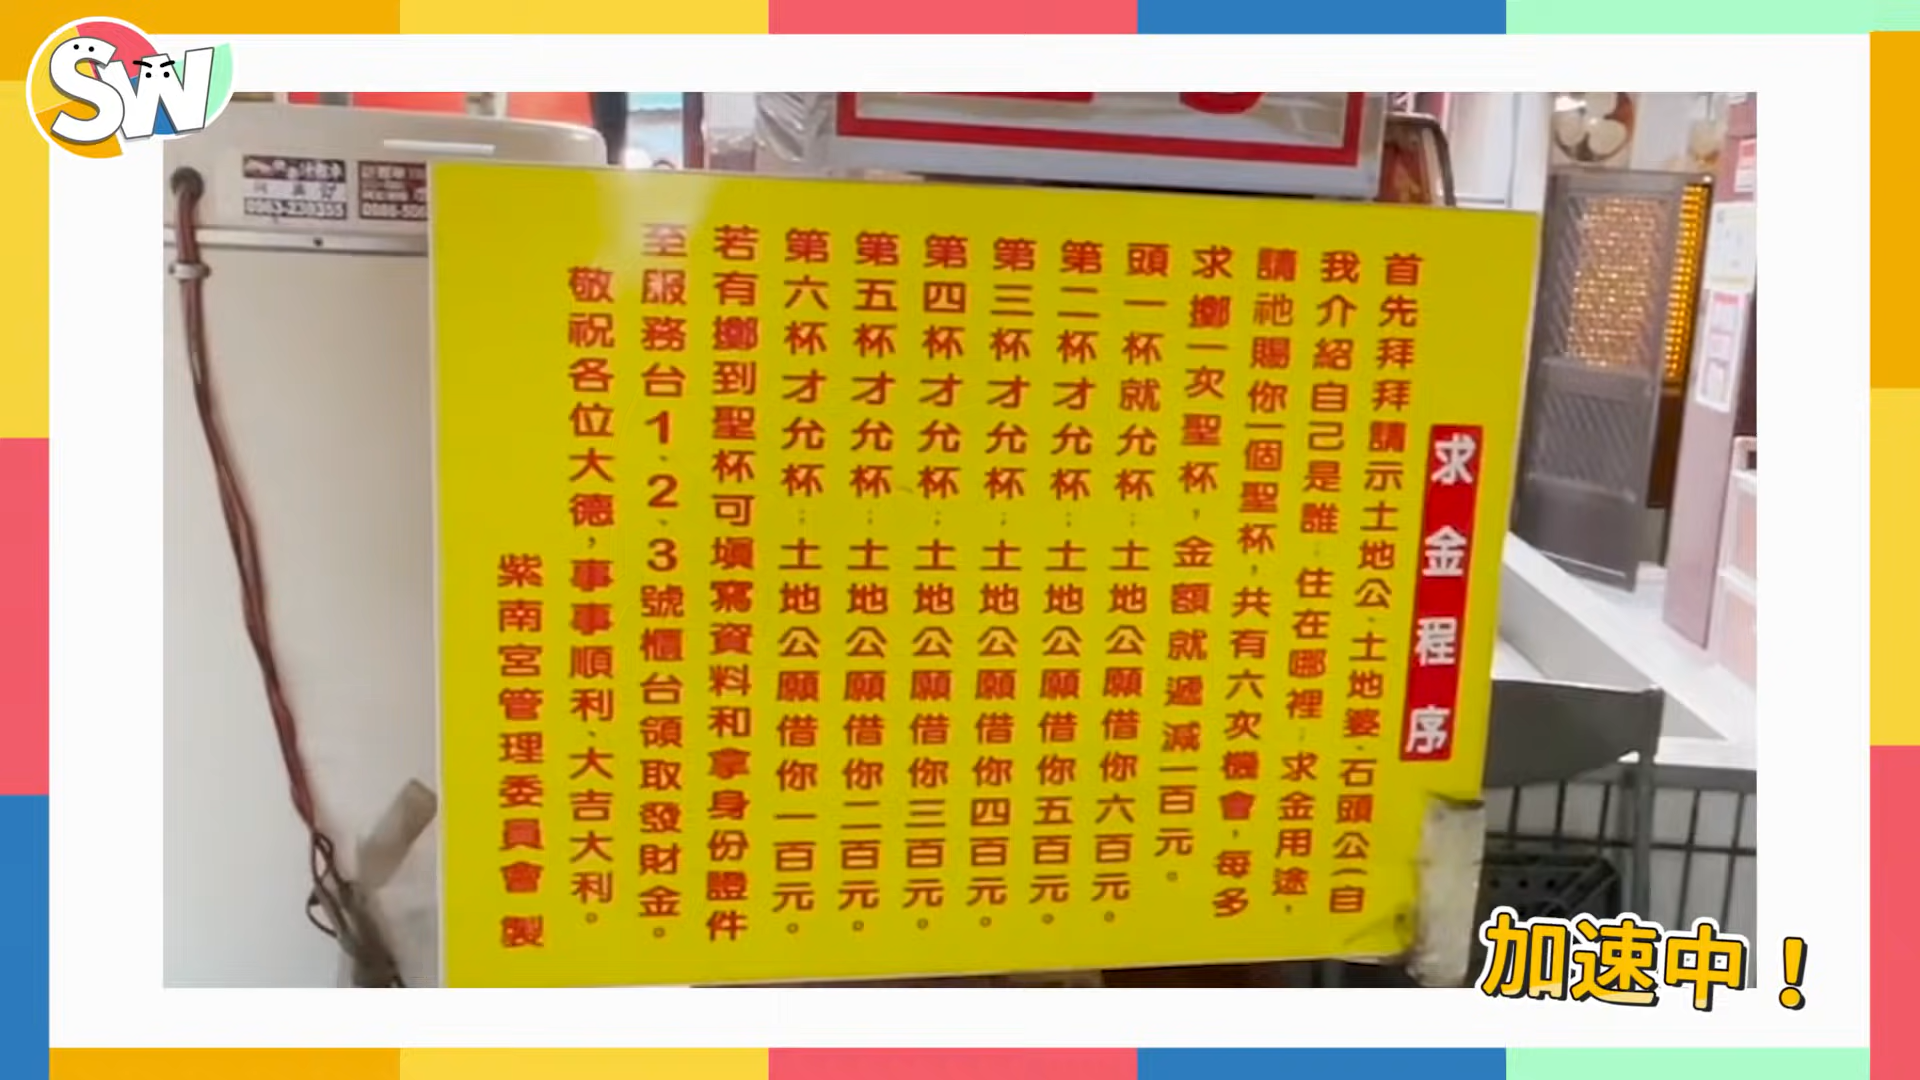 SW
求金程序
首先拜拜請示土地公、土地婆、石頭公(自
我介紹自己是誰、住在哪裡、求金用途，
請祂賜你一個聖杯，共有六次機會，每多
求擲一次聖杯，金額就遞減一百元。
頭一杯就允杯：土地公願借你六百元。
第二杯才允杯：土地公願借你五百元。
第三杯才允杯：土地公願借你四百元。
第四杯才允杯：土地公願借你三百元。
第五杯才允杯：土地公願借你二百元。
第六杯才允杯：土地公願借你一百元。
若有擲到聖杯可填寫資料和拿身份證件
至服務台1、2、3號櫃台領取發財金。
敬祝各位大德，事事順利、大吉大利。
紫南宮管理委員會 製
加速中！